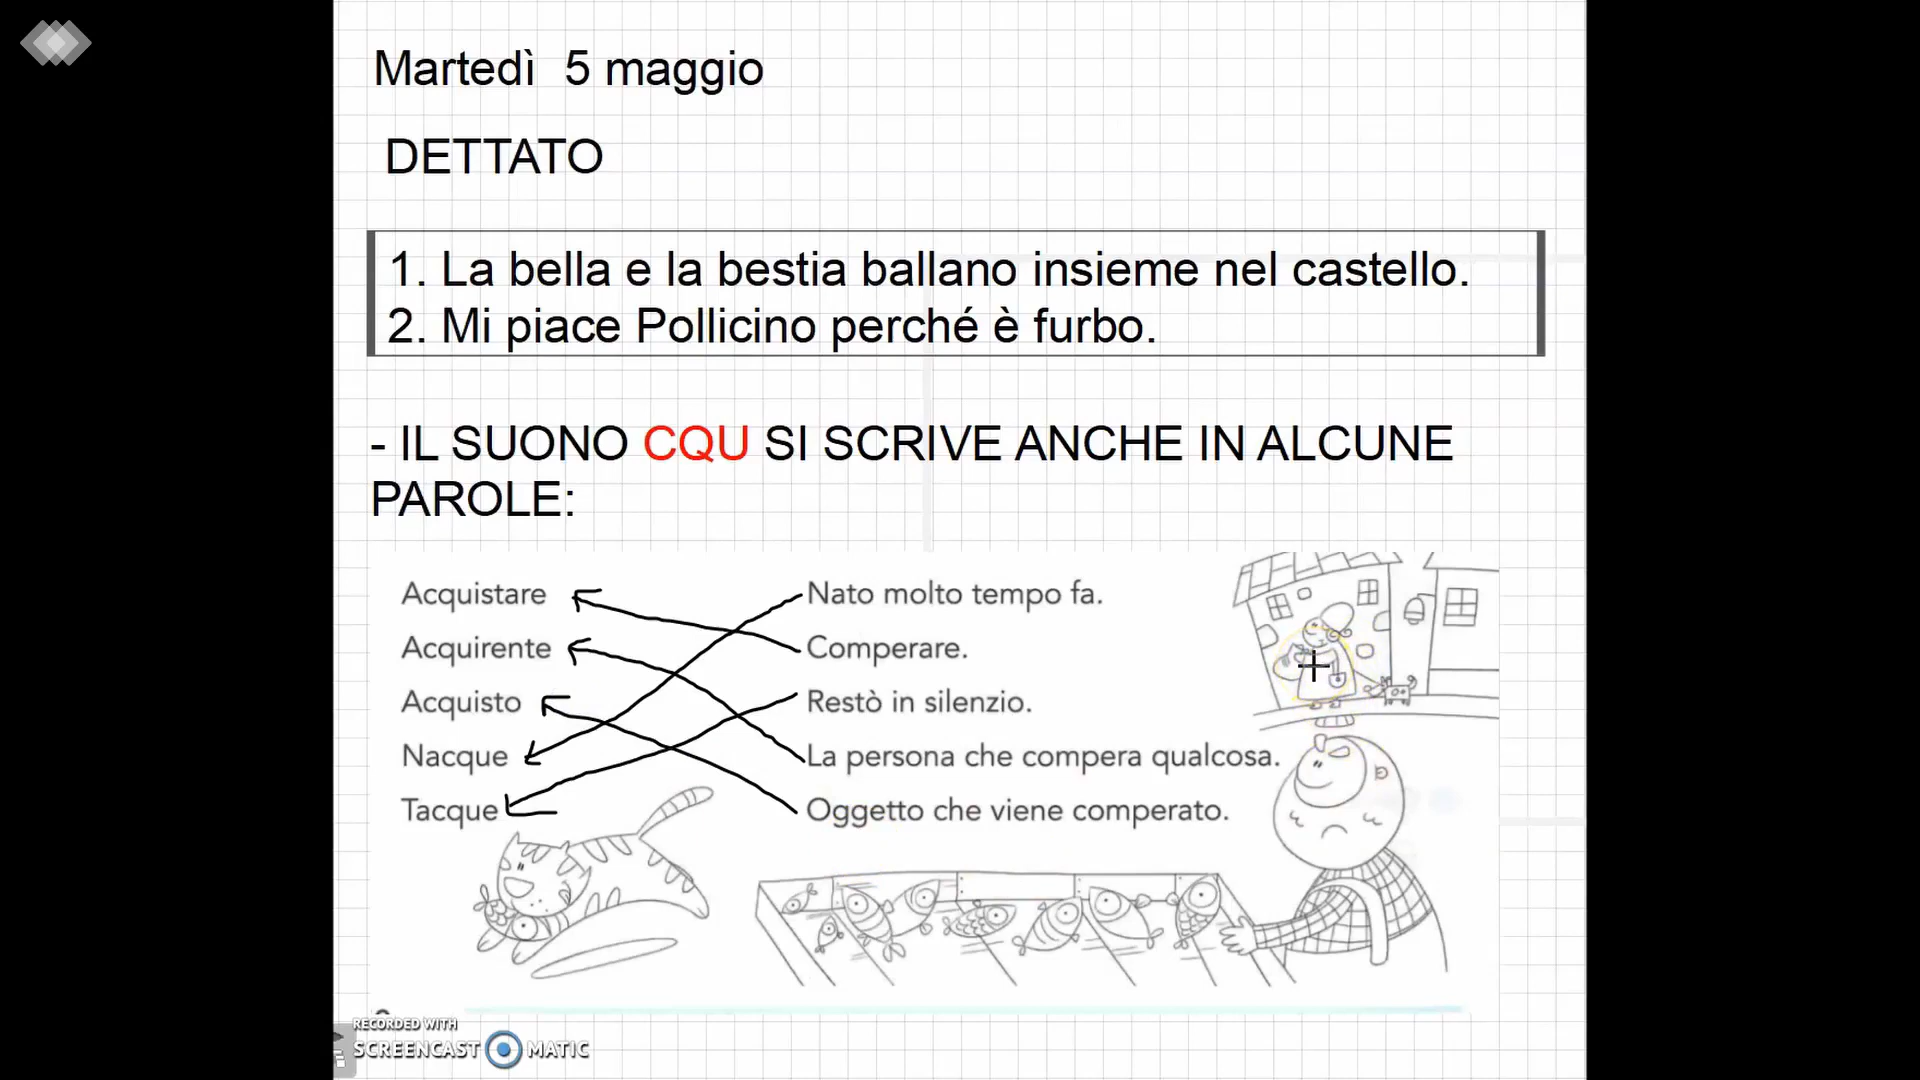 Martedì 5 maggio
DETTATO
1. La bella e la bestia ballano insieme nel castello.
2. Mi piace Pollicino perché è furbo.
- IL SUONO CQU SI SCRIVE ANCHE IN ALCUNE
PAROLE:
Acquistare Nato molto tempo fa.
Acquirente Comperare.
Acquisto Restò in silenzio.
Nacque La persona che compera qualcosa.
Tacque Oggetto che viene comperato.
RECORDED WITH
SCREENCAST MATIC